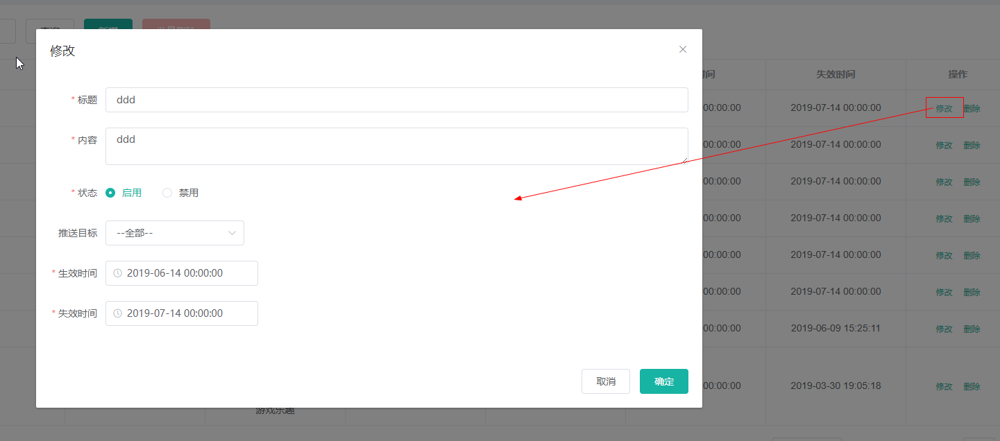 查询 新增 批量删除
修改
时间 失效时间 操作
* 标题 ddd
00:00:00 2019-07-14 00:00:00 修改 删除
* 内容 ddd
00:00:00 2019-07-14 00:00:00 修改 删除
00:00:00 2019-07-14 00:00:00 修改 删除
* 状态 启用 禁用
00:00:00 2019-07-14 00:00:00 修改 删除
推送目标 --全部--
00:00:00 2019-07-14 00:00:00 修改 删除
* 生效时间 2019-06-14 00:00:00
00:00:00 2019-07-14 00:00:00 修改 删除
* 失效时间 2019-07-14 00:00:00
00:00:00 2019-06-09 15:25:11 修改 删除
取消 确定
00:00:00 2019-03-30 19:05:18 修改 删除
游戏乐趣